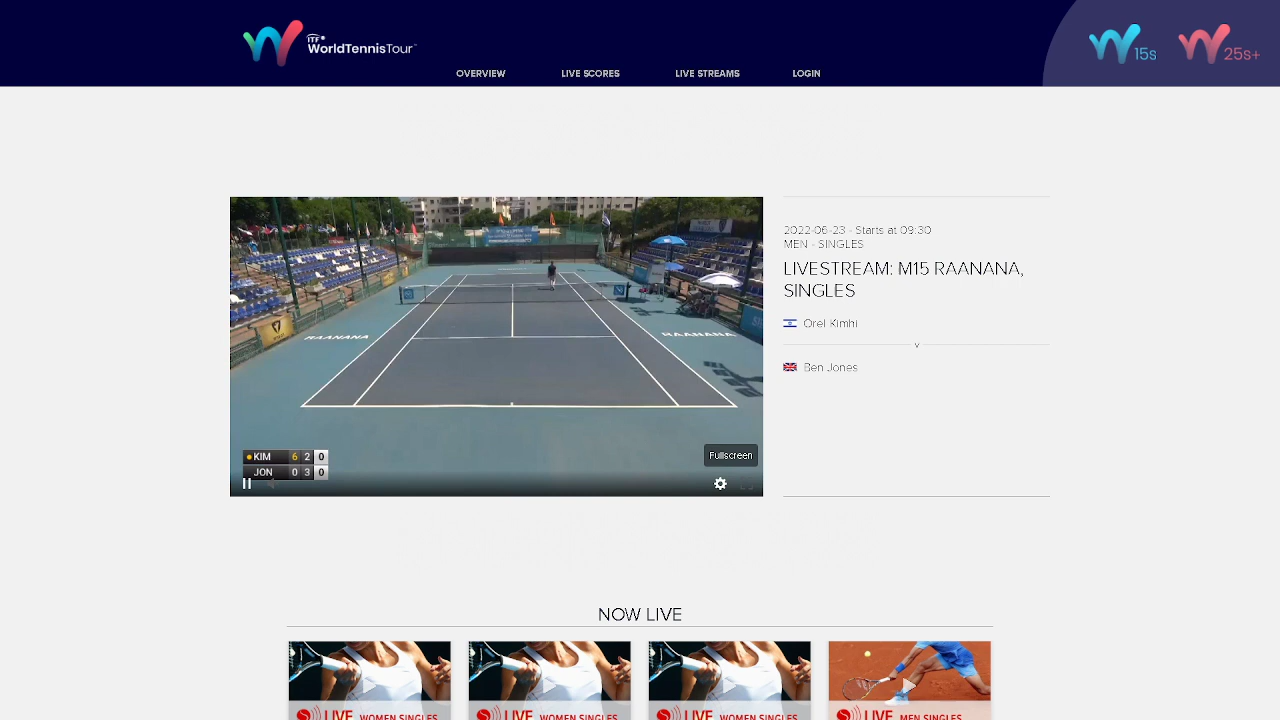 ITF
WorldTennisTour
15s
25s+
OVERVIEW
LIVE SCORES
LIVE STREAMS
LOGIN
RAANANA
RAANANA
KIM 6 2 0
JON 0 3 0
Fullscreen
2022-06-23 - Starts at 09:30
MEN - SINGLES
LIVESTREAM: M15 RAANANA,
SINGLES
Orel Kimhi
v
Ben Jones
NOW LIVE
LIVE WOMEN SINGLES
LIVE WOMEN SINGLES
LIVE WOMEN SINGLES
LIVE MEN SINGLES